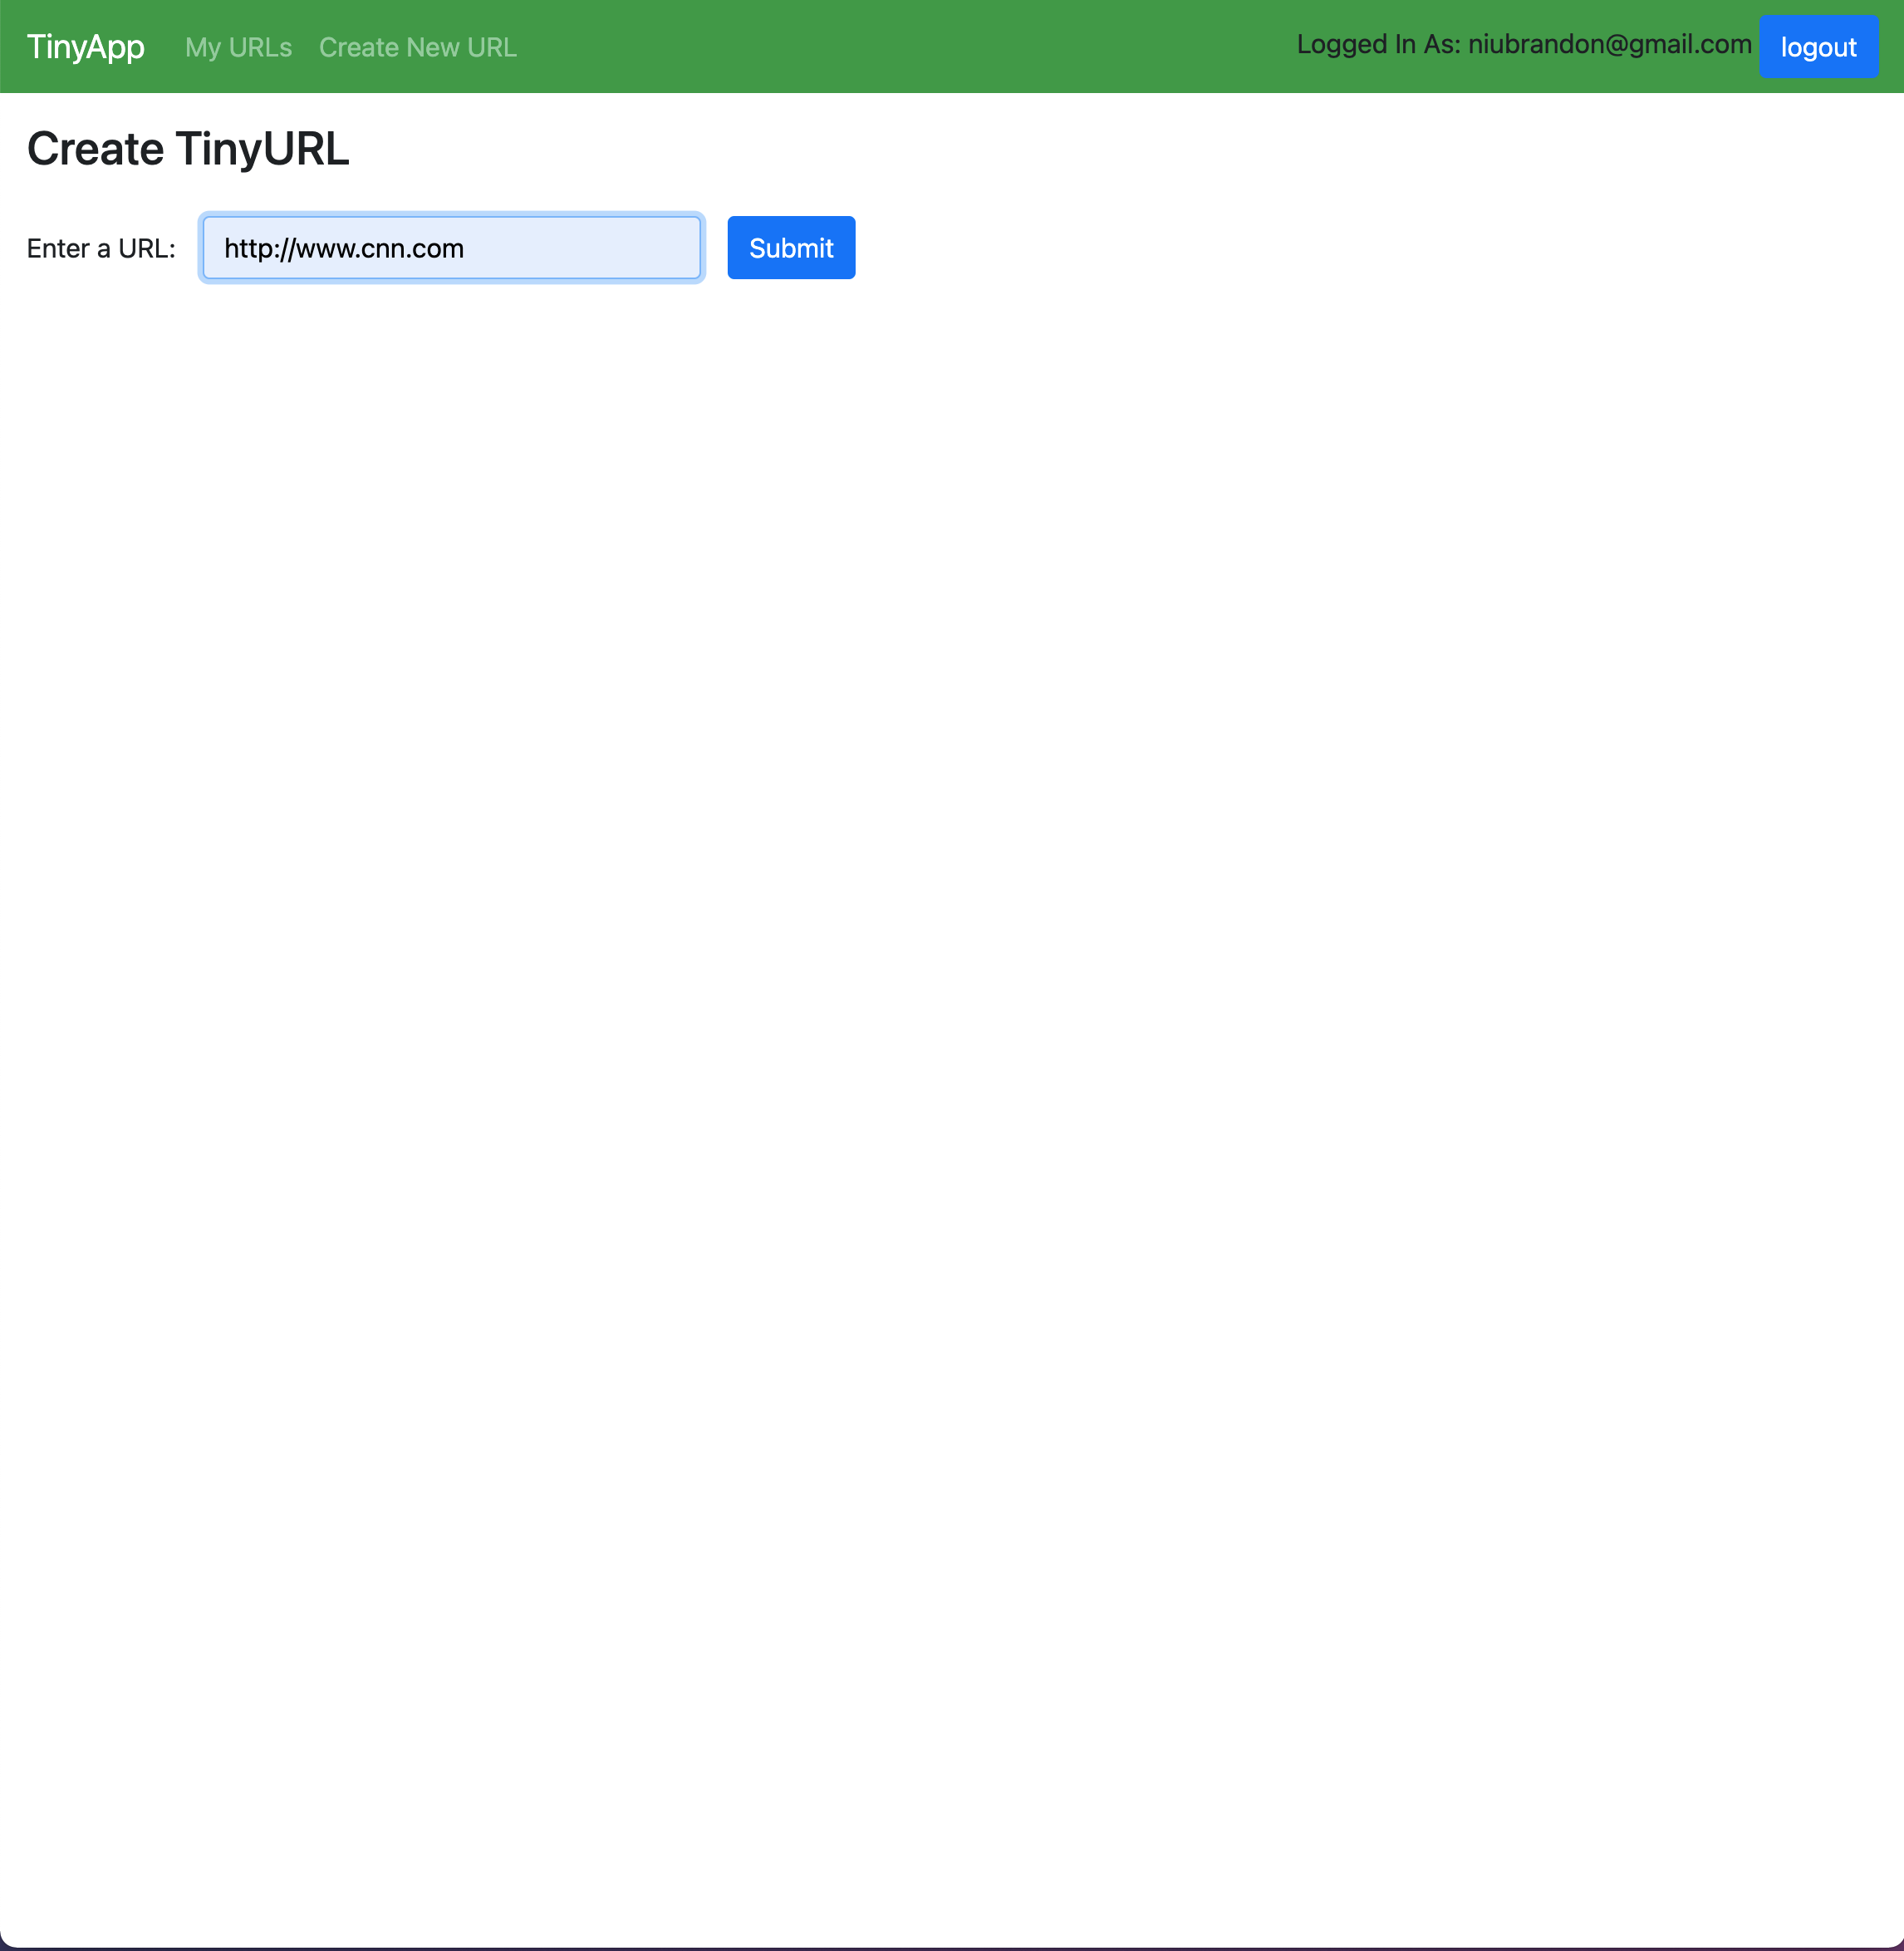 TinyApp My URLs Create New URL Logged In As: niubrandon@gmail.com logout
Create TinyURL
Enter a URL: http://www.cnn.com Submit